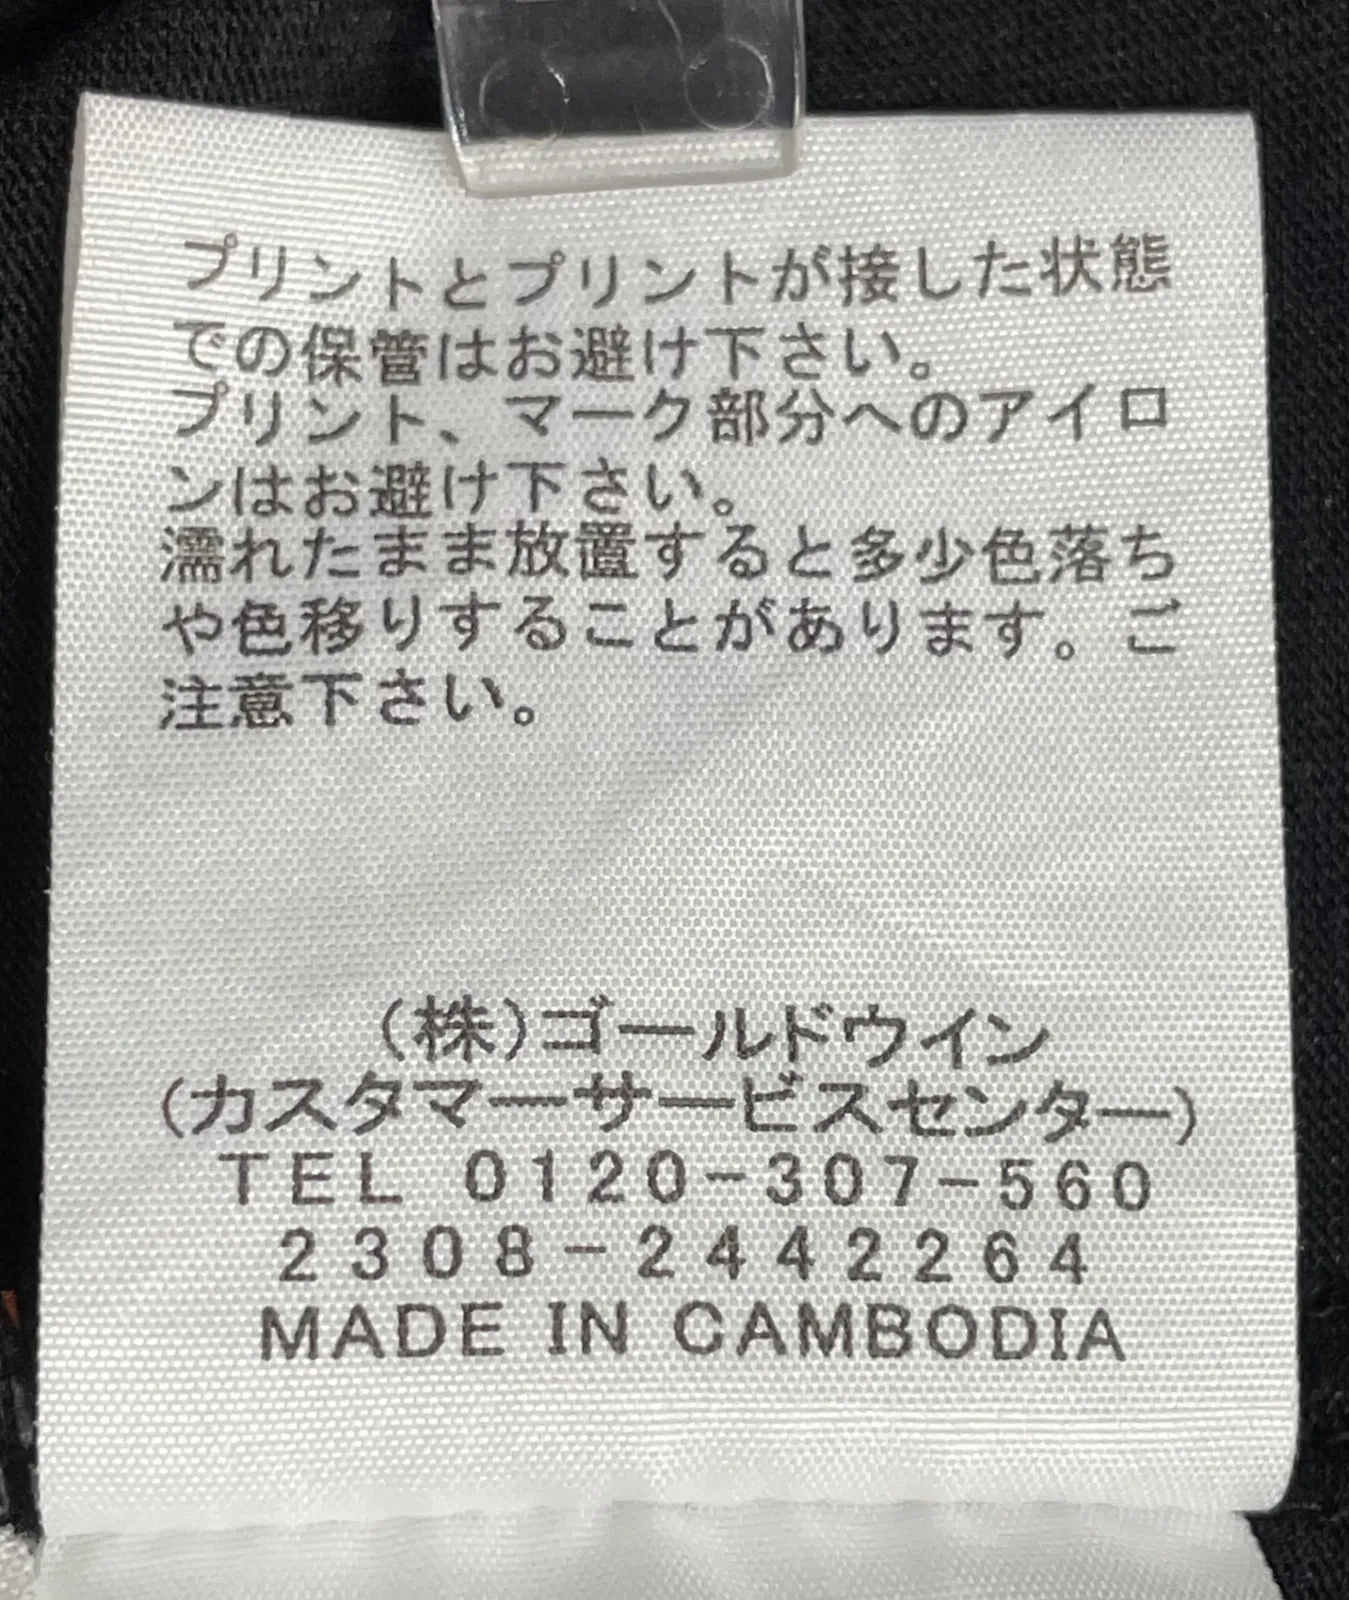 プリントとプリントが接した状態
での保管はお避け下さい。
プリント、マーク部分へのアイロ
ンはお避け下さい。
濡れたまま放置すると多少色落ち
や色移りすることがあります。ご
注意下さい。
(株)ゴールドウイン
(カスタマーサービスセンター)
TEL 0120-307-560
2308-2442264
MADE IN CAMBODIA